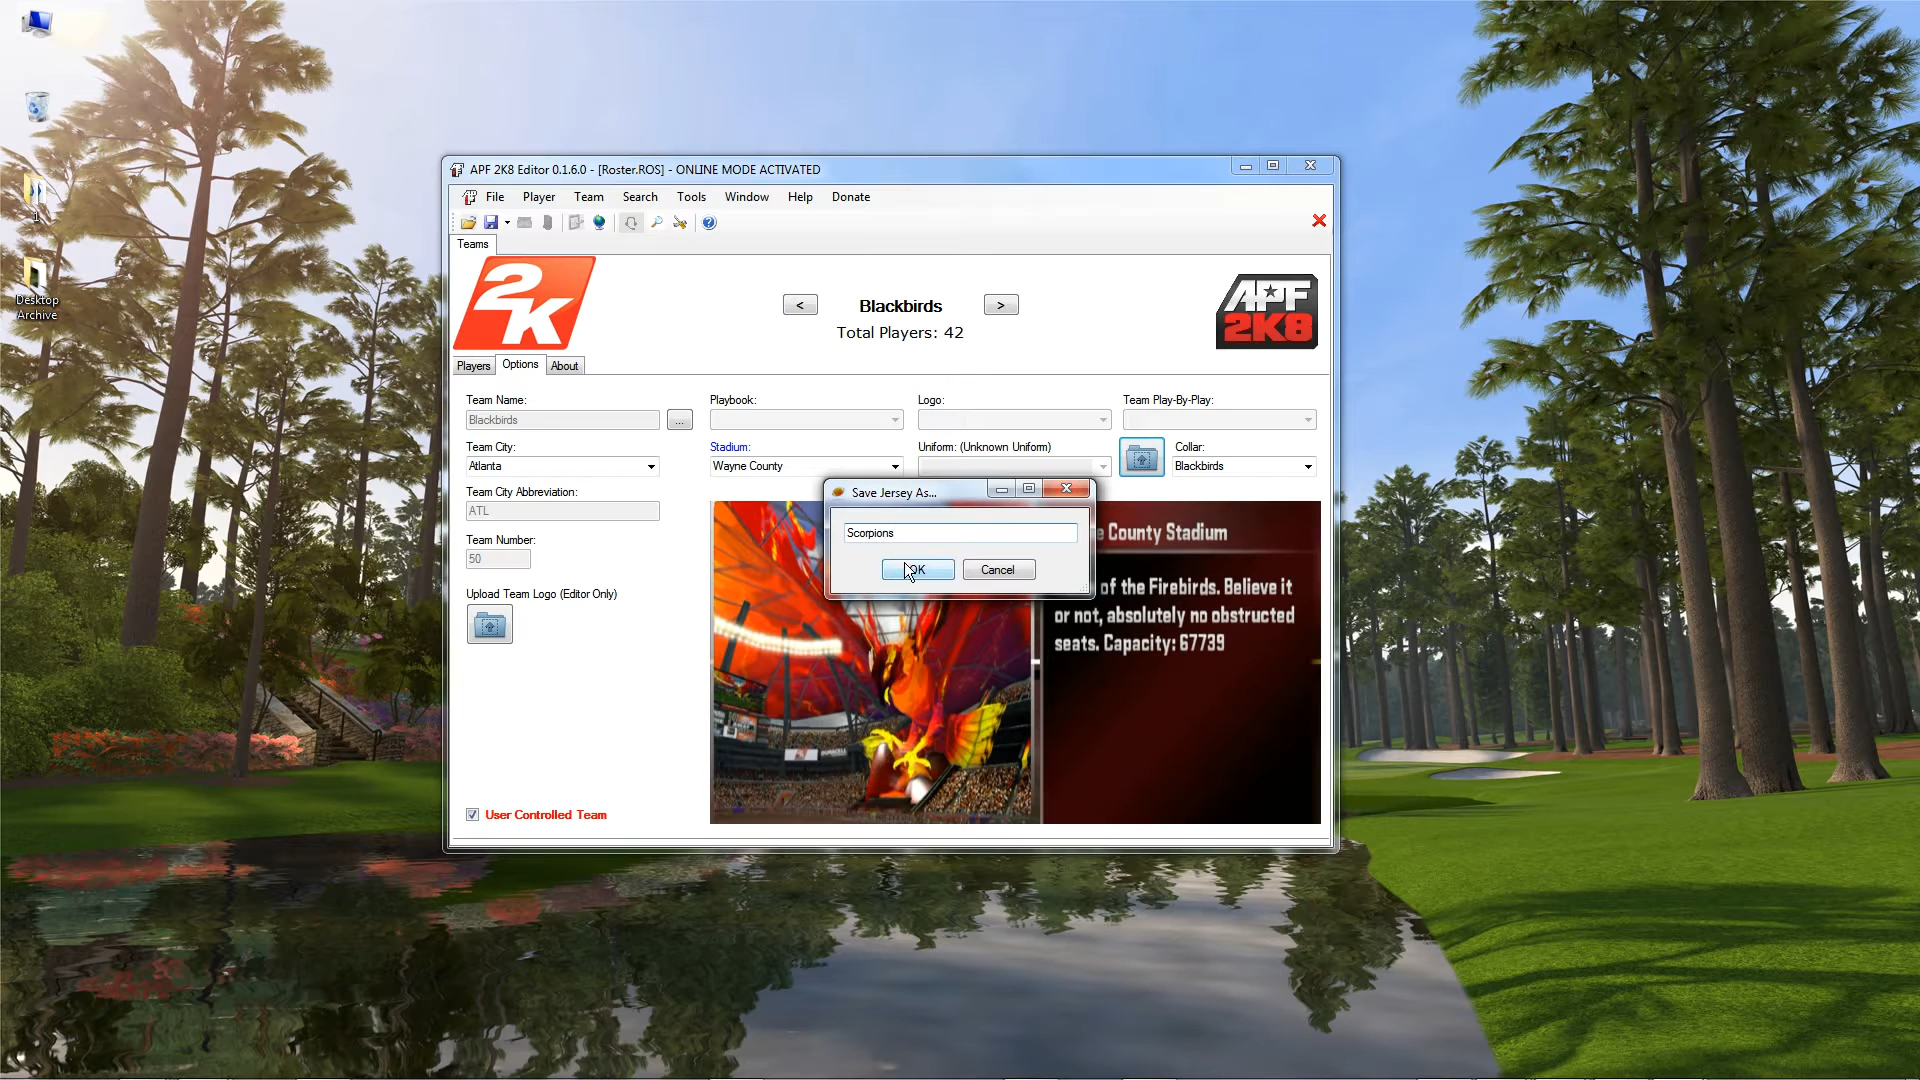 APF 2K8 Editor 0.1.6.0 - [Roster.ROS] - ONLINE MODE ACTIVATED
File Player Team Search Tools Window Help Donate
Teams
2K
< Blackbirds >
APF 2K8
Total Players: 42
Players Options About
Team Name: Playbook: Logo: Team Play-By-Play:
Blackbirds ...
Team City: Stadium: Uniform: (Unknown Uniform) Collar:
Atlanta Wayne County Blackbirds
Team City Abbreviation:
ATL
Team Number:
50
Upload Team Logo (Editor Only)
User Controlled Team
Save Jersey As...
Scorpions
OK Cancel
County Stadium
of the Firebirds. Believe it
or not, absolutely no obstructed
seats. Capacity: 67739
1
Desktop
Archive